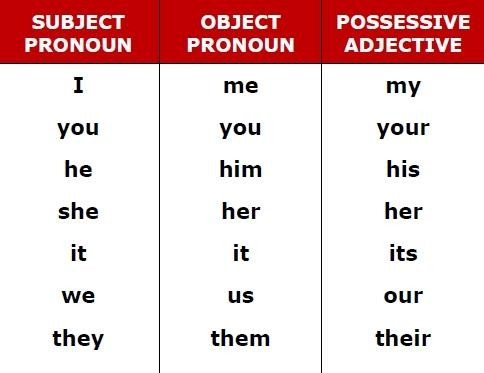 SUBJECT OBJECT POSSESSIVE
PRONOUN PRONOUN ADJECTIVE
I me my
you you your
he him his
she her her
it it its
we us our
they them their